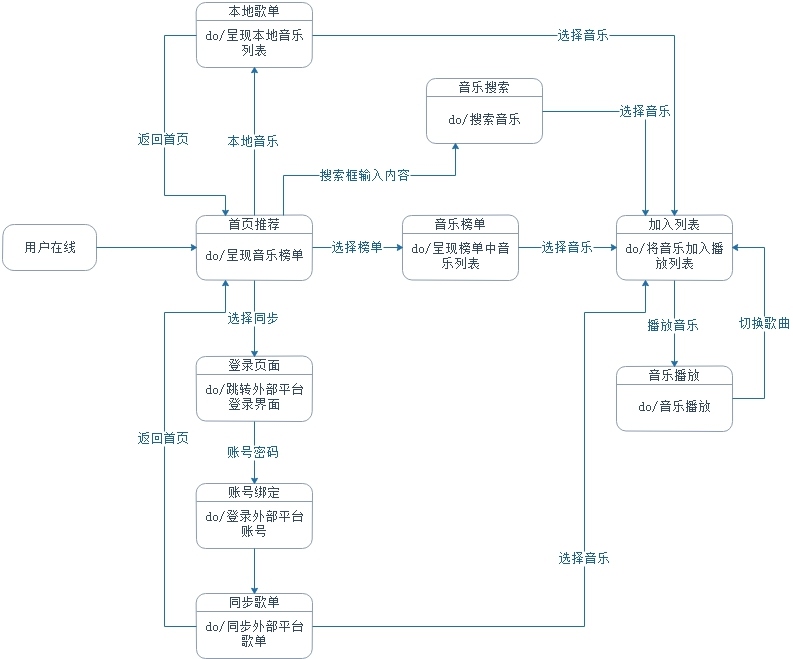 本地歌单
do/呈现本地音乐
列表
选择音乐
音乐搜索
do/搜索音乐
选择音乐
返回首页
本地音乐
搜索框输入内容
用户在线
首页推荐
do/呈现音乐榜单
选择榜单
音乐榜单
do/呈现榜单中音
乐列表
选择音乐
加入列表
do/将音乐加入播
放列表
选择同步
播放音乐
切换歌曲
登录页面
do/跳转外部平台
登录界面
音乐播放
do/音乐播放
返回首页
账号密码
账号绑定
do/登录外部平台
账号
选择音乐
同步歌单
do/同步外部平台
歌单